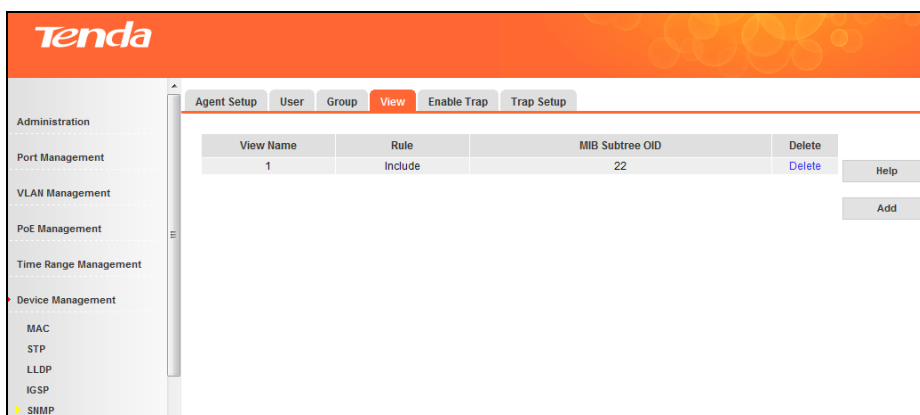 Tenda
Agent Setup User Group View Enable Trap Trap Setup
Administration
Port Management
VLAN Management
PoE Management
Time Range Management
Device Management
MAC
STP
LLDP
IGSP
SNMP
View Name Rule MIB Subtree OID Delete
1 Include 22 Delete
Help
Add